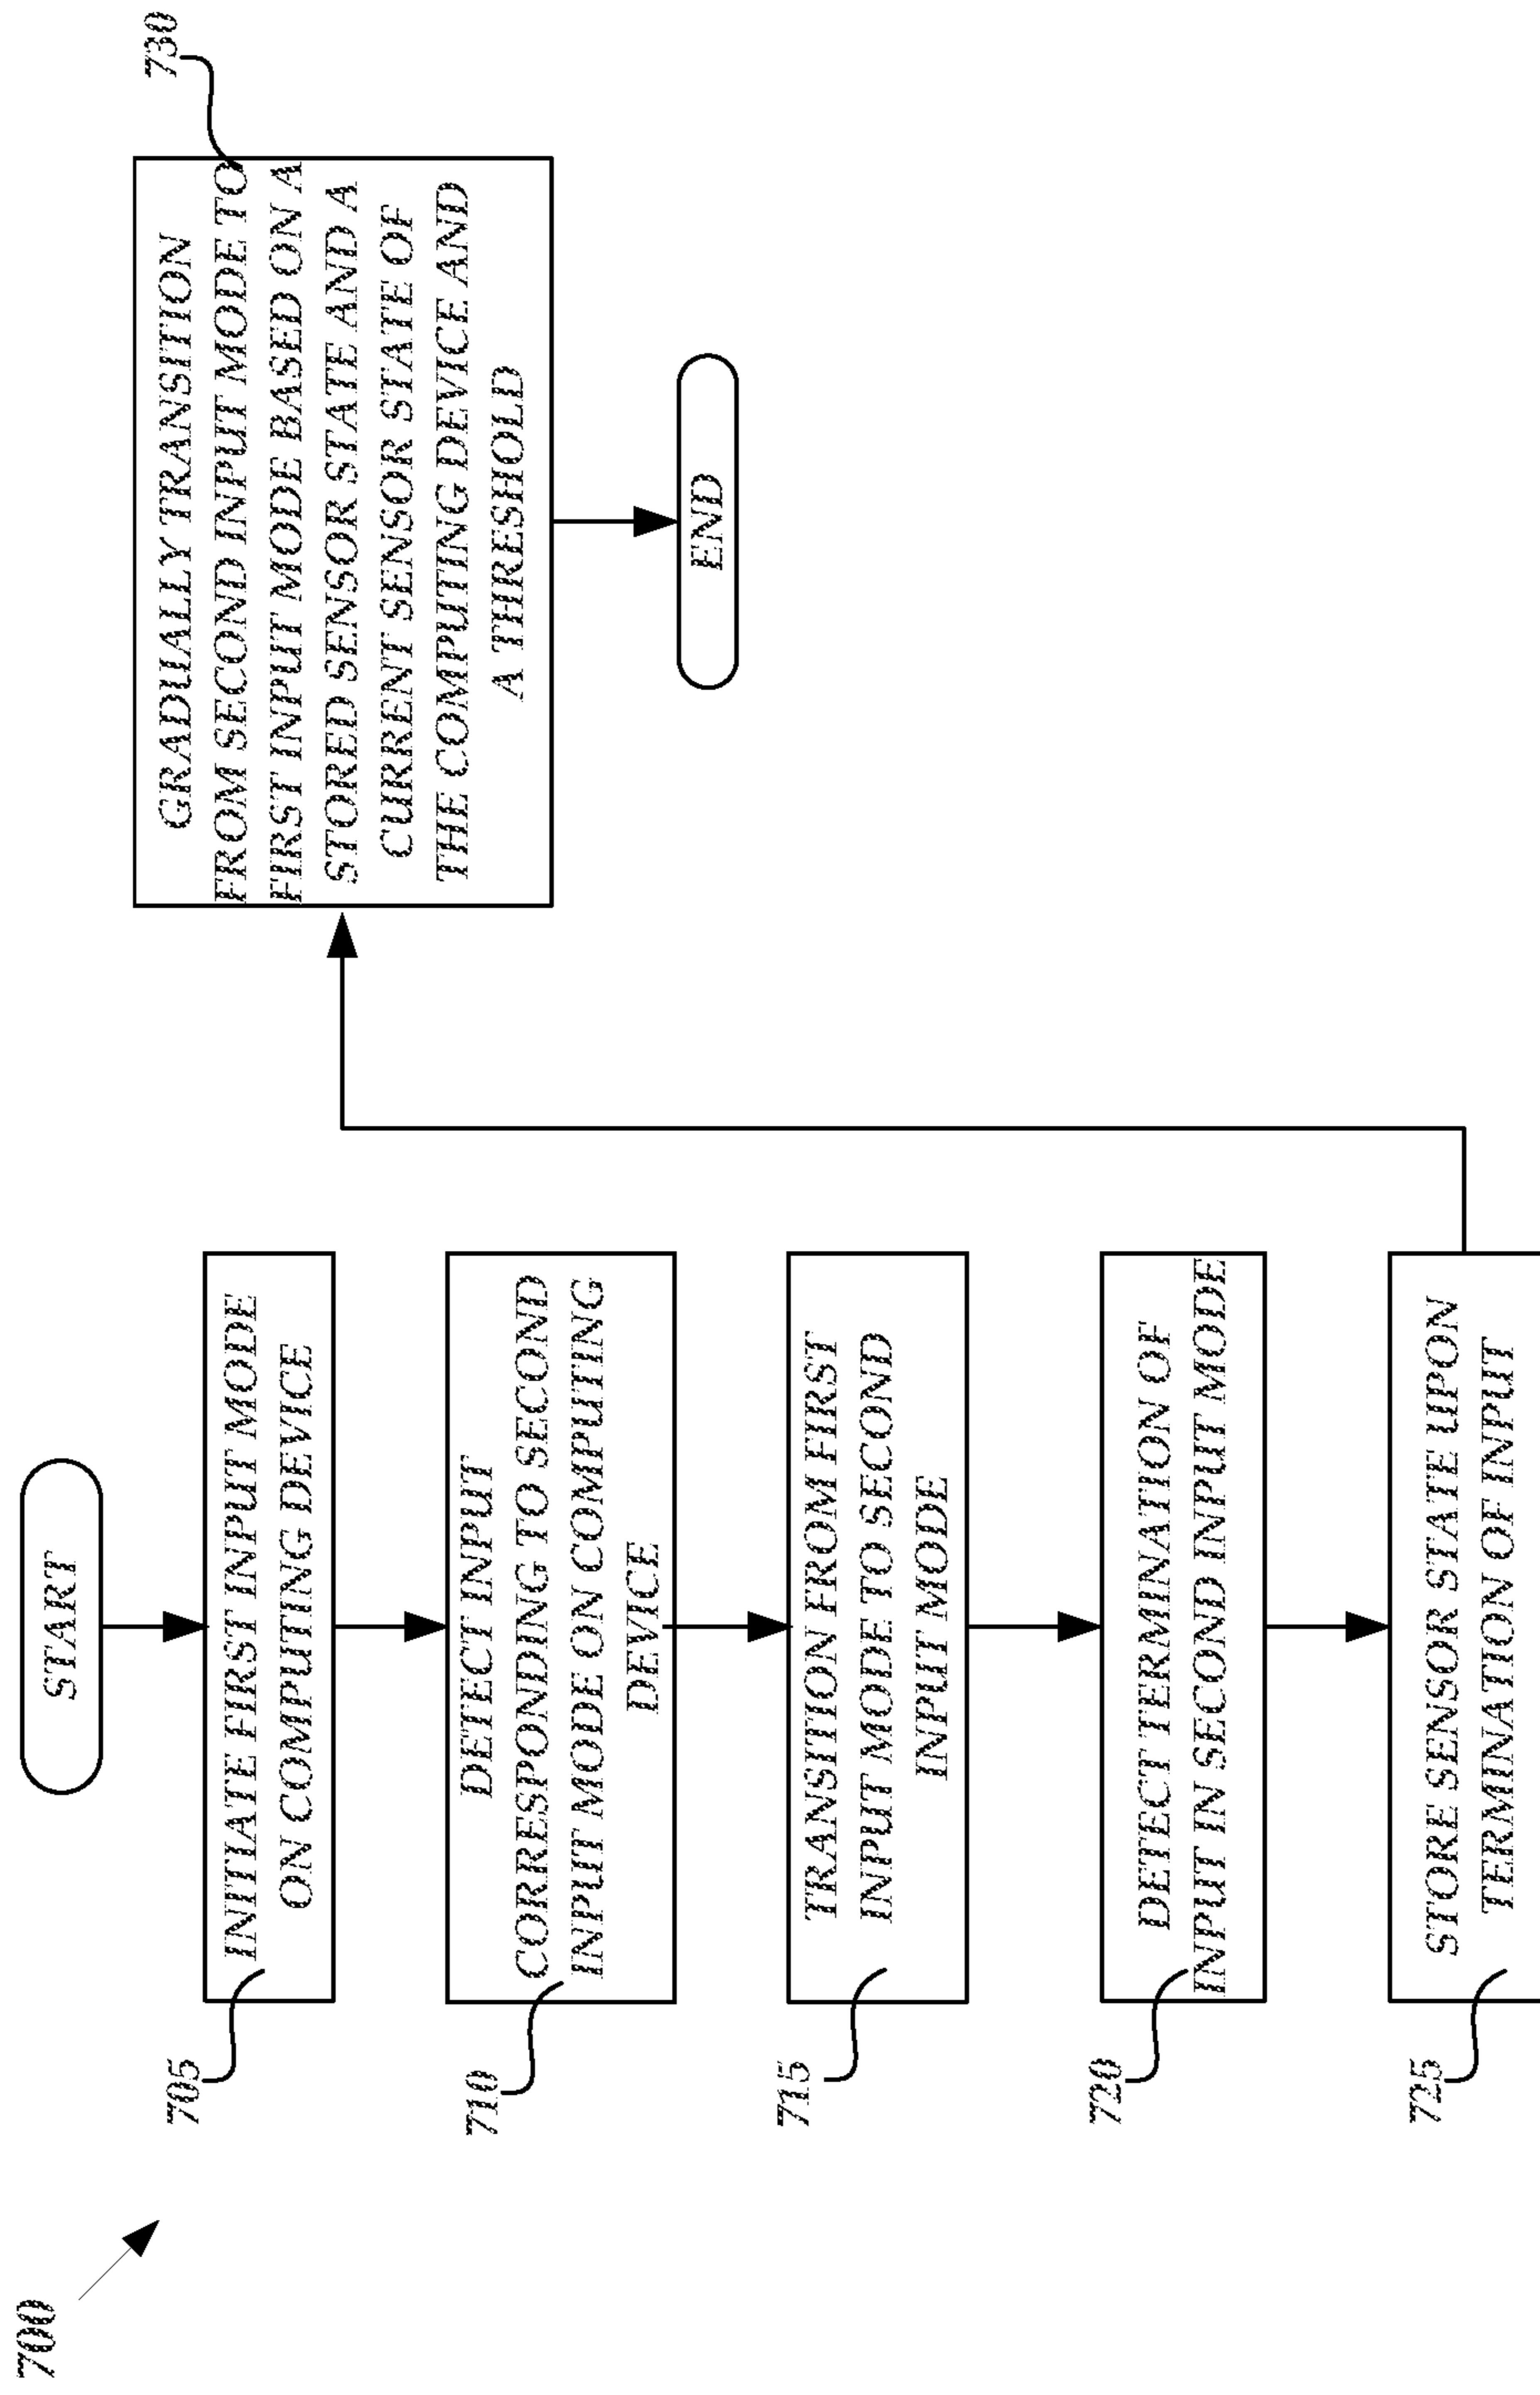 700
START
705
INITIATE FIRST INPUT MODE
ON COMPUTING DEVICE
710
DETECT INPUT
CORRESPONDING TO SECOND
INPUT MODE ON COMPUTING
DEVICE
715
TRANSITION FROM FIRST
INPUT MODE TO SECOND
INPUT MODE
720
DETECT TERMINATION OF
INPUT IN SECOND INPUT MODE
725
STORE SENSOR STATE UPON
TERMINATION OF INPUT
730
GRADUALLY TRANSITION
FROM SECOND INPUT MODE TO
FIRST INPUT MODE BASED ON A
STORED SENSOR STATE AND A
CURRENT SENSOR STATE OF
THE COMPUTING DEVICE AND
A THRESHOLD
END